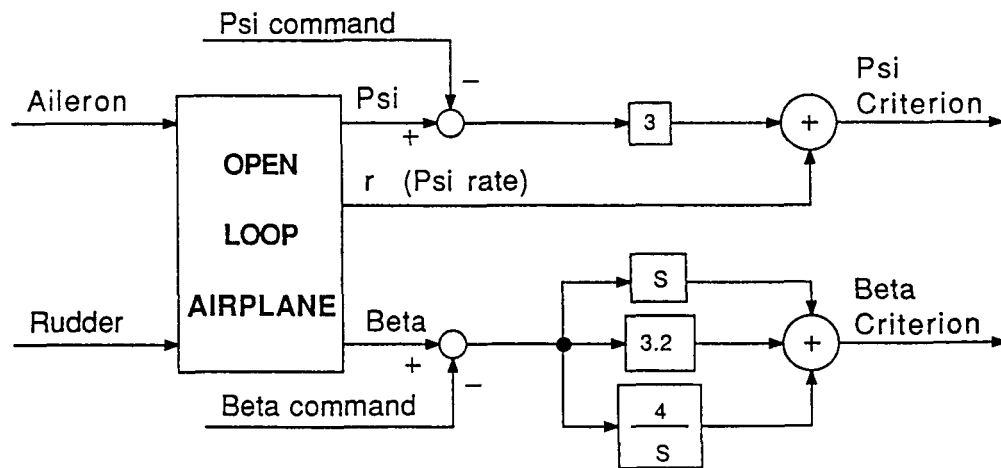 Psi command
Psi
Criterion
Aileron
Psi
−
+
3
+
OPEN
LOOP
AIRPLANE
r (Psi rate)
S
Rudder
Beta
Beta
Criterion
+
−
3.2
+
Beta command
4
S